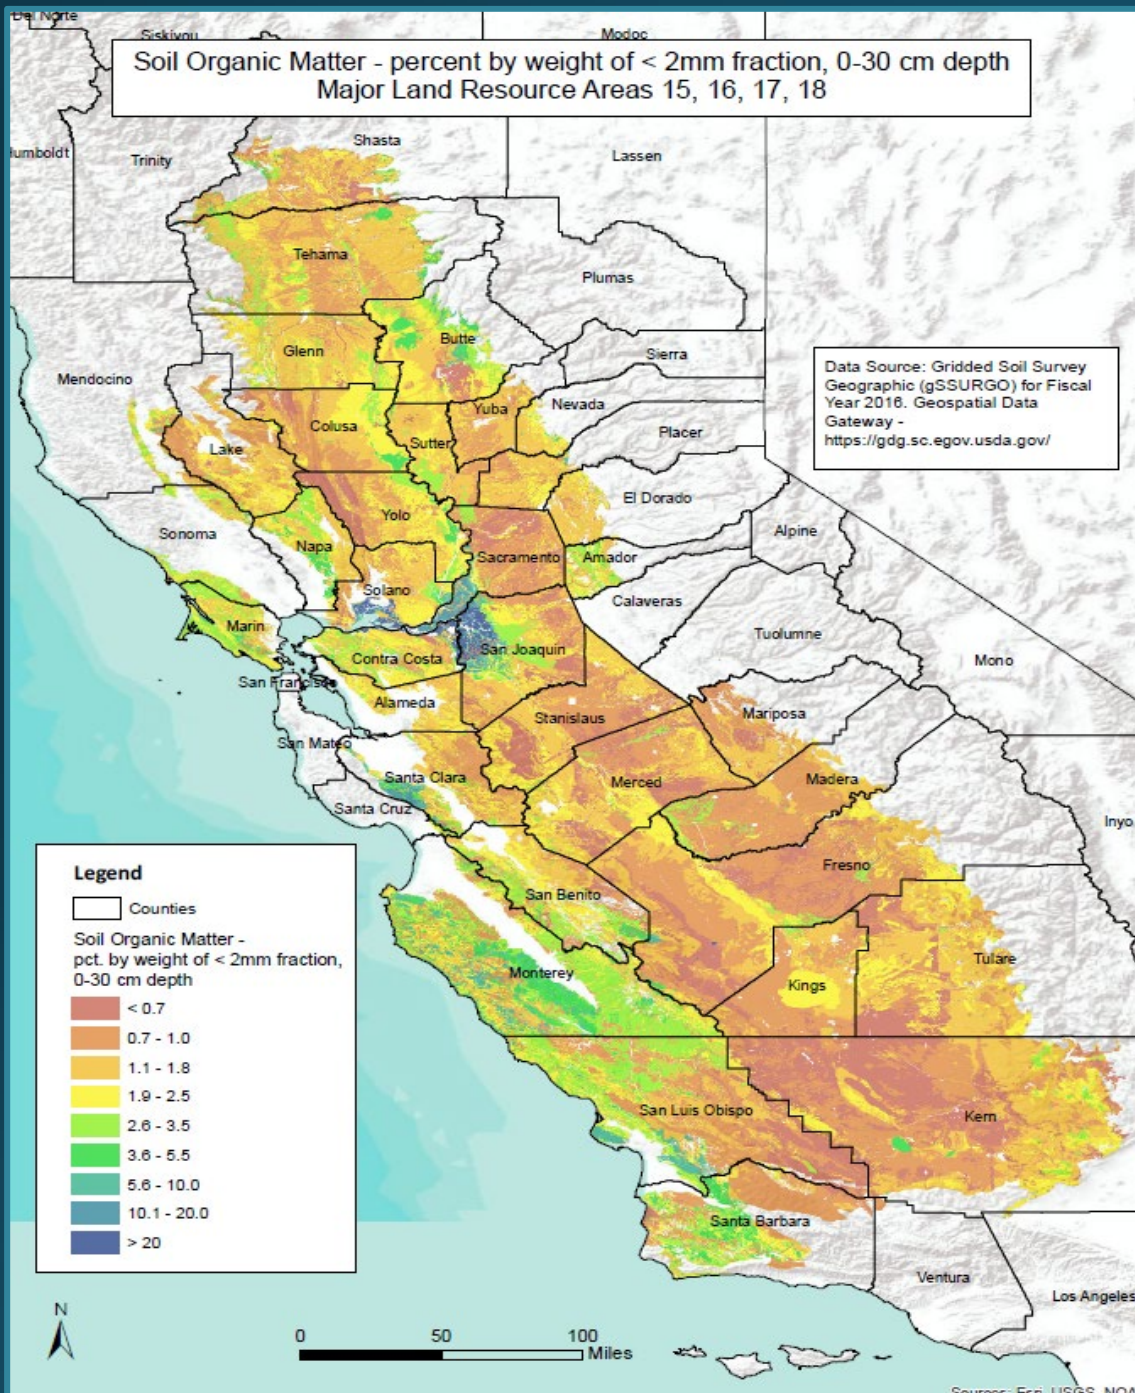 Del Norte
Siskiyou
Modoc
Soil Organic Matter - percent by weight of < 2mm fraction, 0-30 cm depth
Major Land Resource Areas 15, 16, 17, 18
Shasta
Humboldt
Trinity
Lassen
Tehama
Plumas
Butte
Glenn
Sierra
Mendocino
Data Source: Gridded Soil Survey
Geographic (gSSURGO) for Fiscal
Year 2016. Geospatial Data
Gateway -
https://gdg.sc.egov.usda.gov/
Nevada
Yuba
Colusa
Placer
Sutter
Lake
El Dorado
Yolo
Sonoma
Alpine
Napa
Sacramento
Amador
Solano
Calaveras
Marin
Tuolumne
San Joaquin
Contra Costa
Mono
San Francisco
Alameda
Mariposa
Stanislaus
San Mateo
Santa Clara
Merced
Madera
Santa Cruz
Inyo
Fresno
San Benito
Tulare
Monterey
Kings
Legend
Counties
Soil Organic Matter -
pct. by weight of < 2mm fraction,
0-30 cm depth
< 0.7
0.7 - 1.0
1.1 - 1.8
1.9 - 2.5
2.6 - 3.5
3.6 - 5.5
5.6 - 10.0
10.1 - 20.0
> 20
San Luis Obispo
Kern
Santa Barbara
Ventura
Los Angeles
N
0 50 100
Miles
Sources: Esri, USGS, NOA